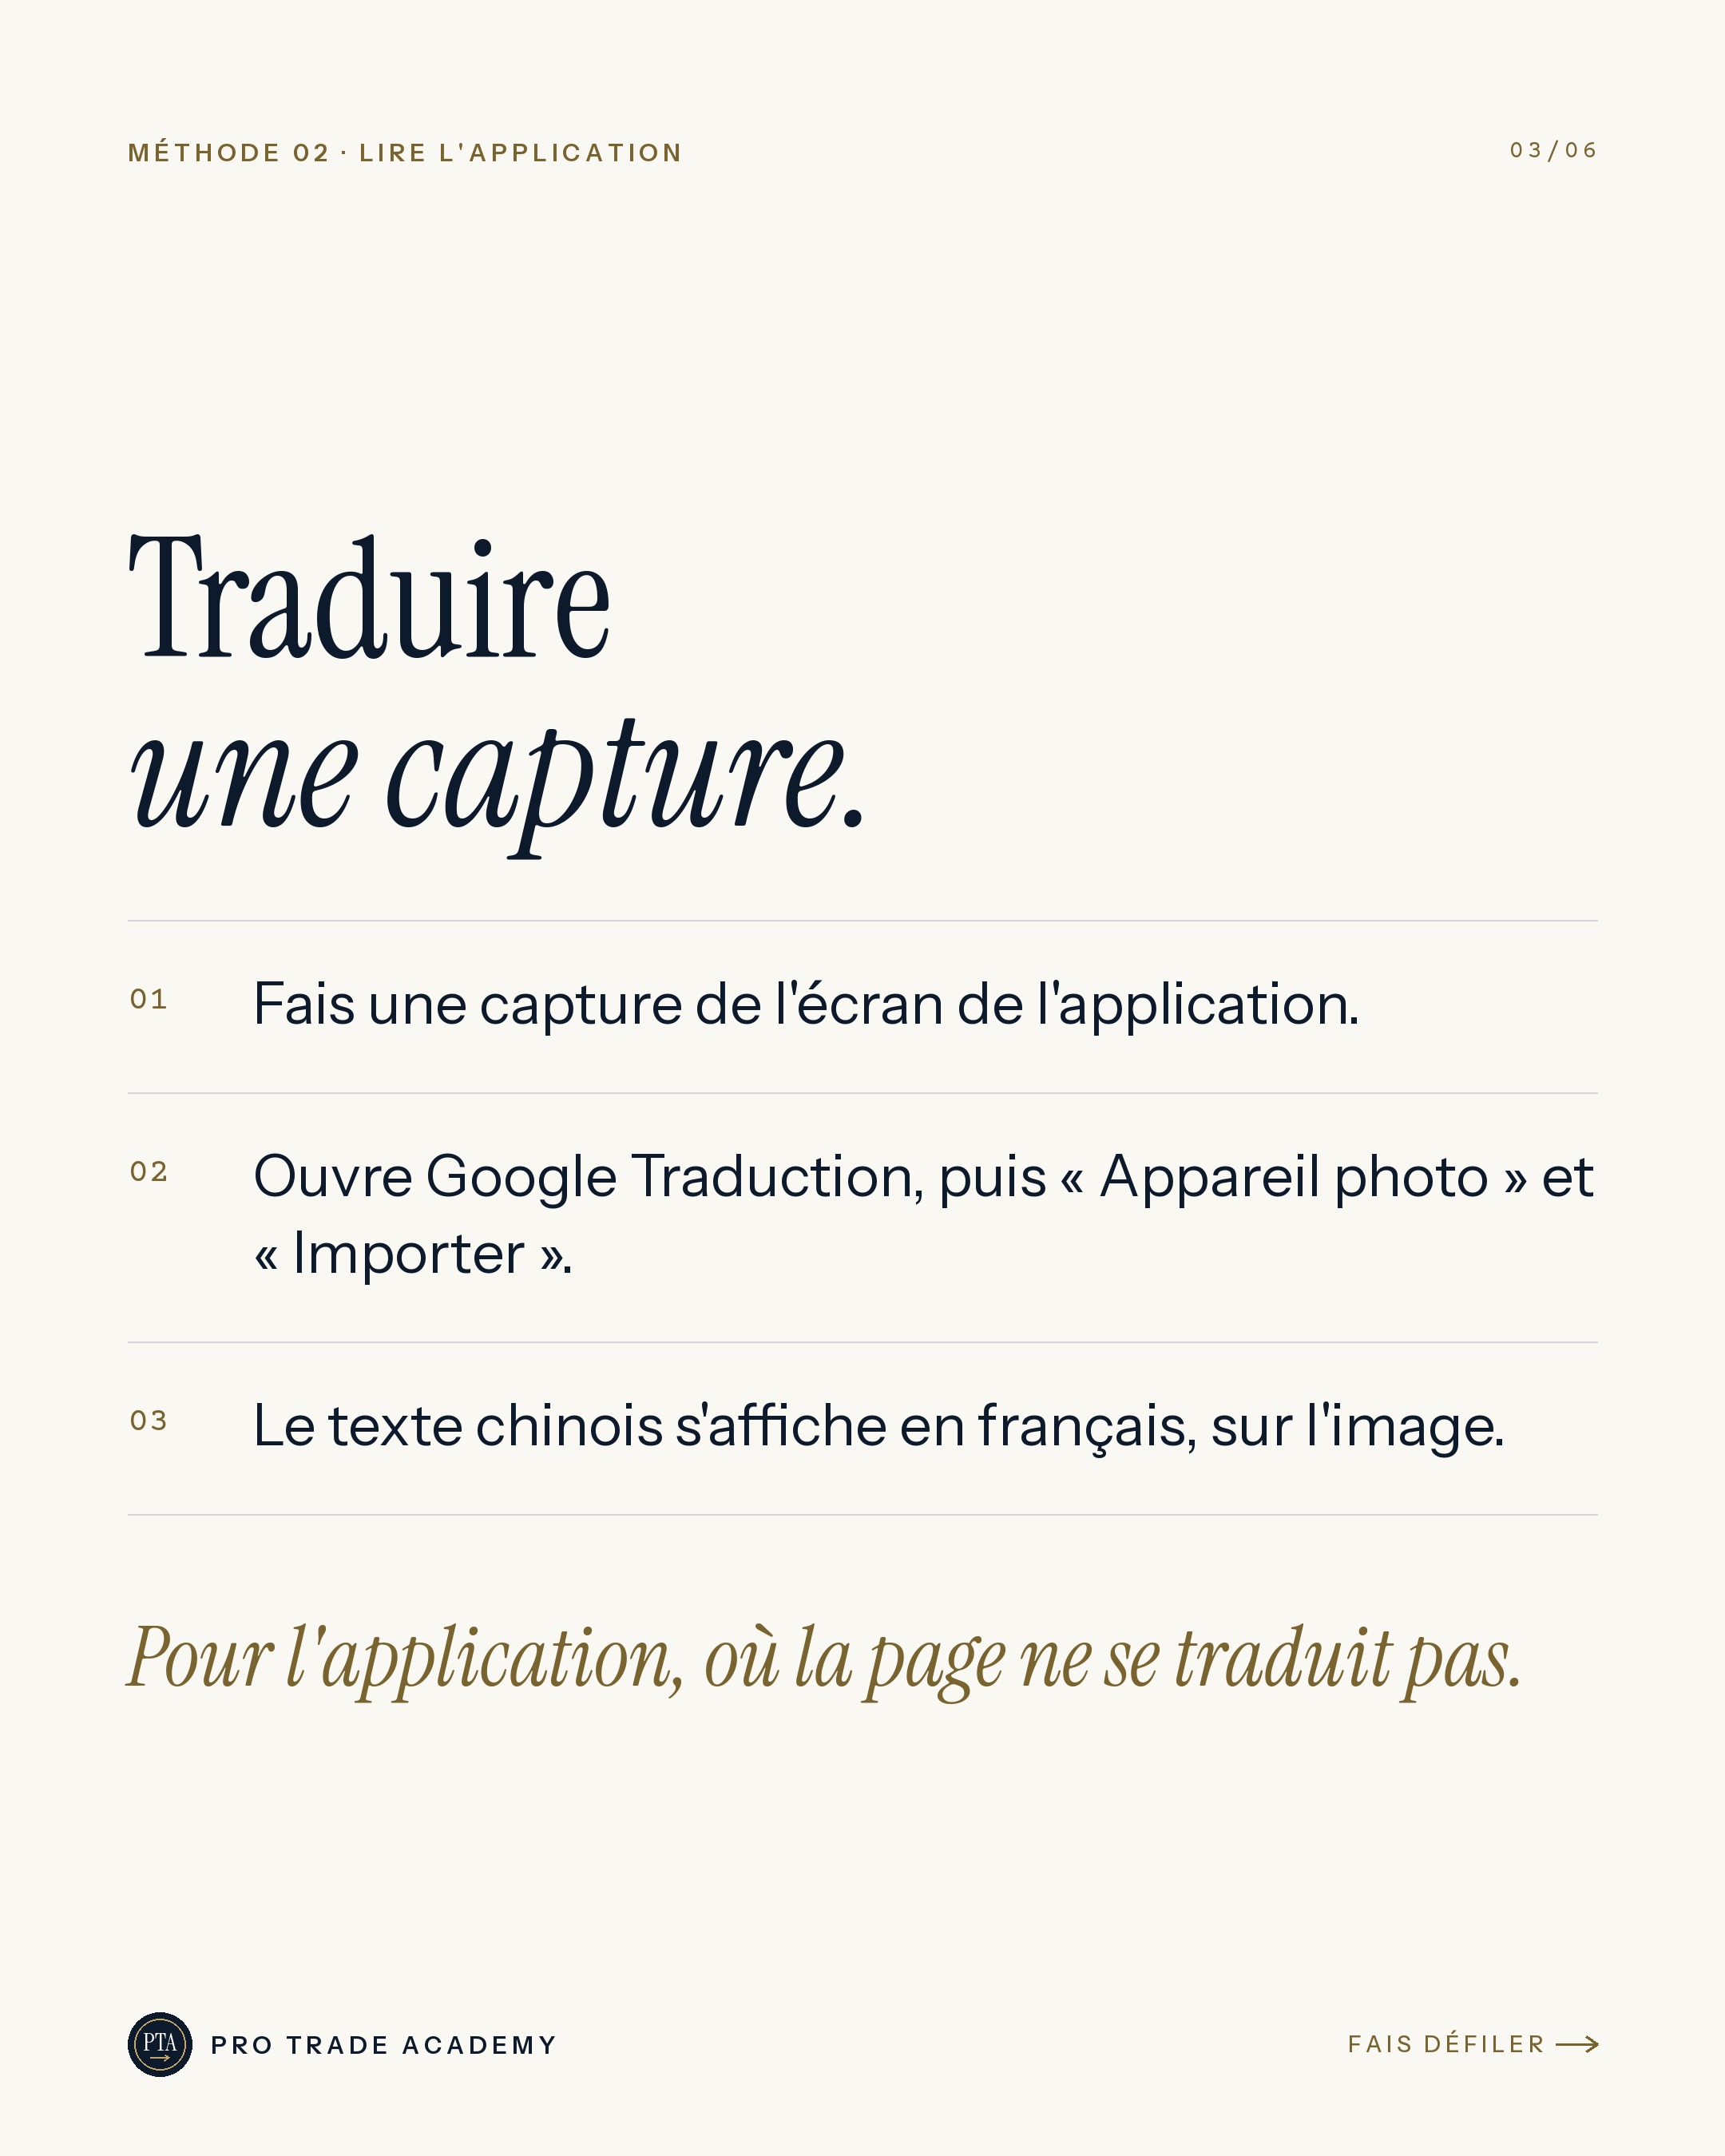 MÉTHODE 02 · LIRE L'APPLICATION
03/06
Traduire
une capture.
01
Fais une capture de l'écran de l'application.
02
Ouvre Google Traduction, puis « Appareil photo » et
« Importer ».
03
Le texte chinois s'affiche en français, sur l'image.
Pour l'application, où la page ne se traduit pas.
PTA
PRO TRADE ACADEMY
FAIS DÉFILER